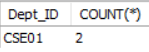 Dept_ID COUNT(*)
CSE01 2